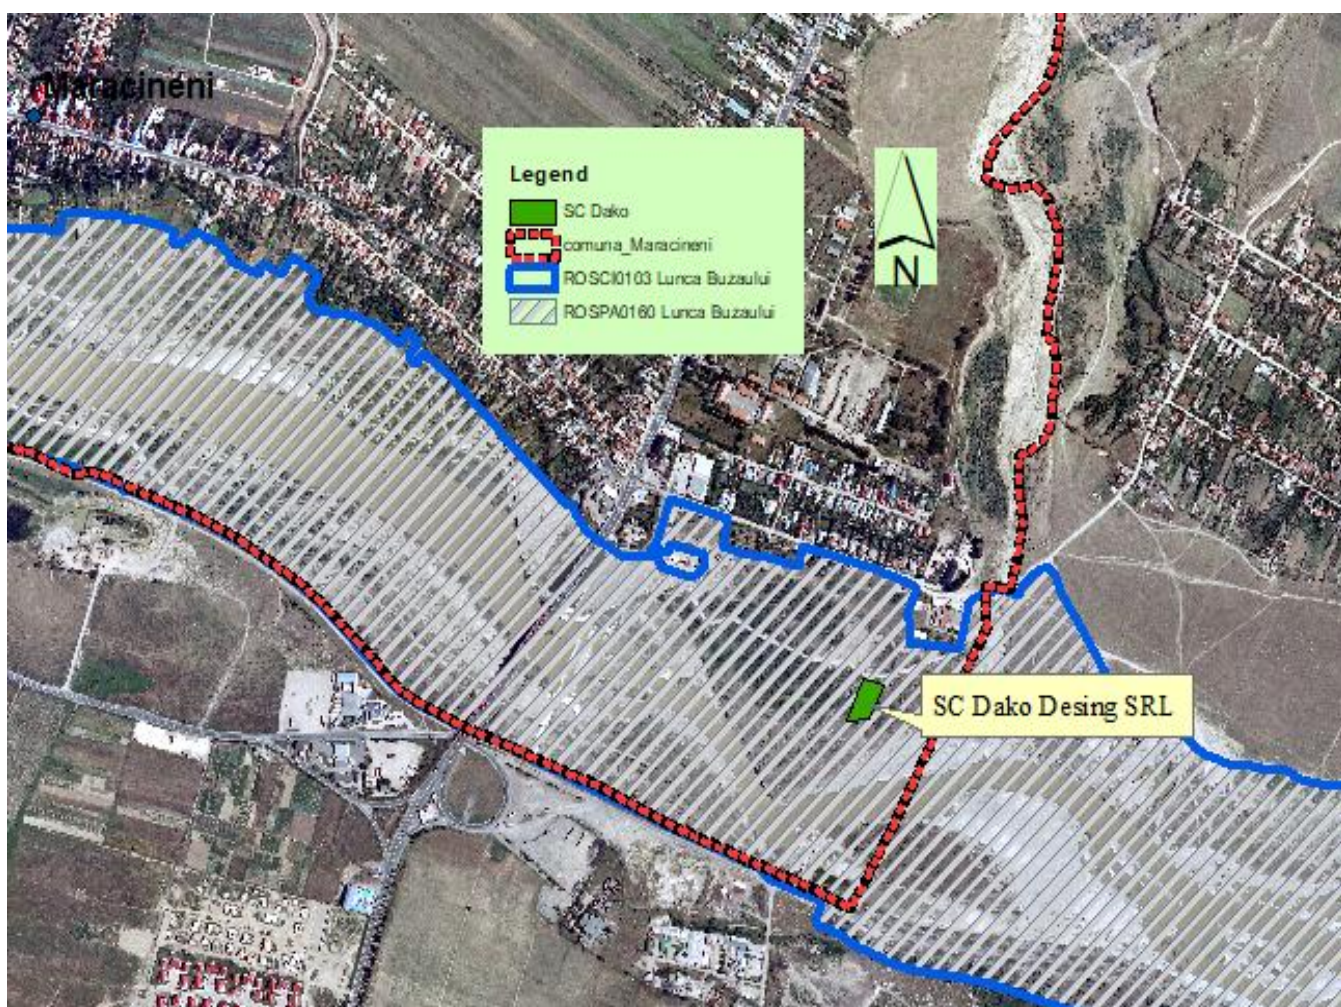 Maracineni
Legend
SC Dako
comuna_Maracineni
ROSCI0103 Lunca Buzaului
ROSPA0160 Lunca Buzaului
N
SC Dako Desing SRL